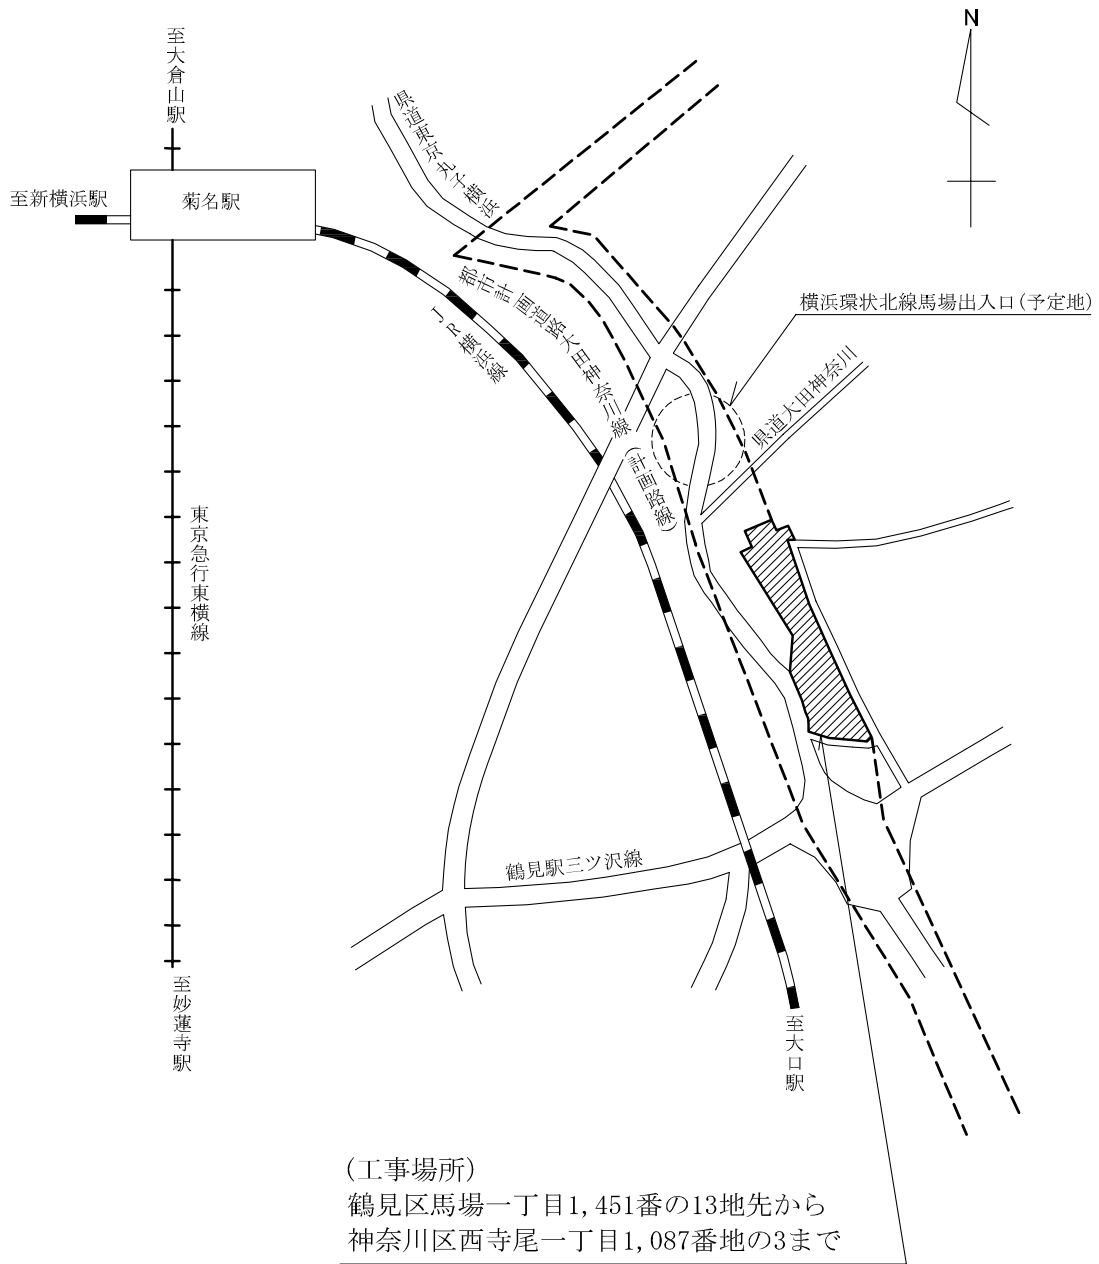 N
至大倉山駅
県道東京丸子横浜
至新横浜駅
菊名駅
都市計画道路大田神奈川線(計画路線)
JR横浜線
横浜環状北線馬場出入口(予定地)
県道大田神奈川
東京急行東横線
鶴見駅三ツ沢線
至妙蓮寺駅
至大口駅
(工事場所)
鶴見区馬場一丁目1,451番の13地先から
神奈川区西寺尾一丁目1,087番地の3まで